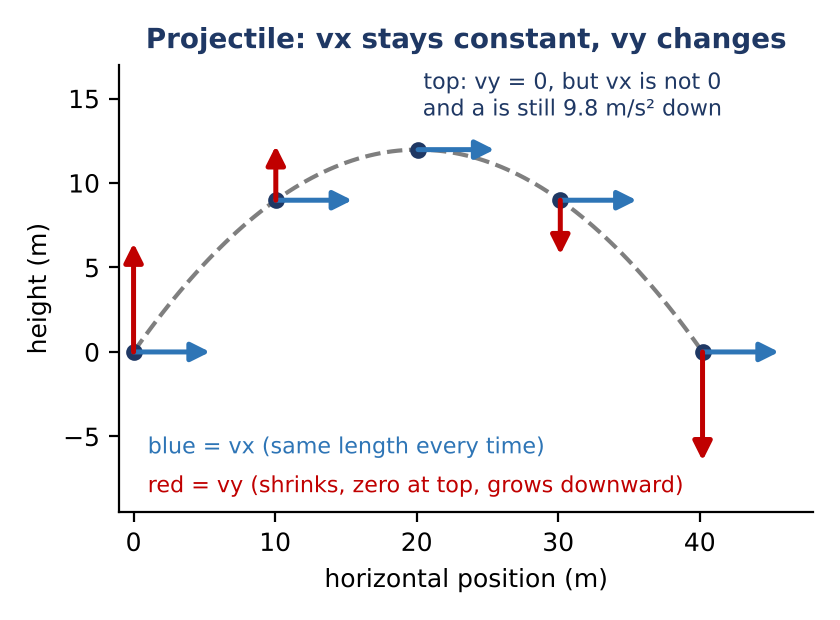 Projectile: vx stays constant, vy changes
top: vy = 0, but vx is not 0
and a is still 9.8 m/s² down
15
10
5
0
−5
height (m)
blue = vx (same length every time)
red = vy (shrinks, zero at top, grows downward)
0 10 20 30 40
horizontal position (m)